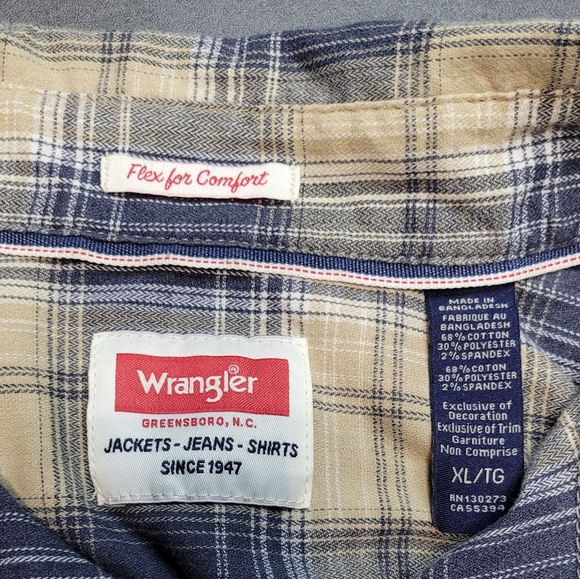 Flex for Comfort
Wrangler®
GREENSBORO, N.C.
JACKETS - JEANS - SHIRTS
SINCE 1947
MADE IN
BANGLADESH
FABRIQUE AU
BANGLADESH
68% COTTON
30% POLYESTER
2% SPANDEX
68% COTON
30% POLYESTER
2% SPANDEX
Exclusive of
Decoration
Exclusive of Trim
Garniture
Non Comprise
XL/TG
RN130273
CA55394